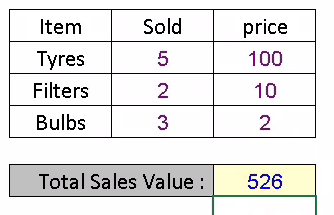 Item Sold price
Tyres 5 100
Filters 2 10
Bulbs 3 2
Total Sales Value : 526